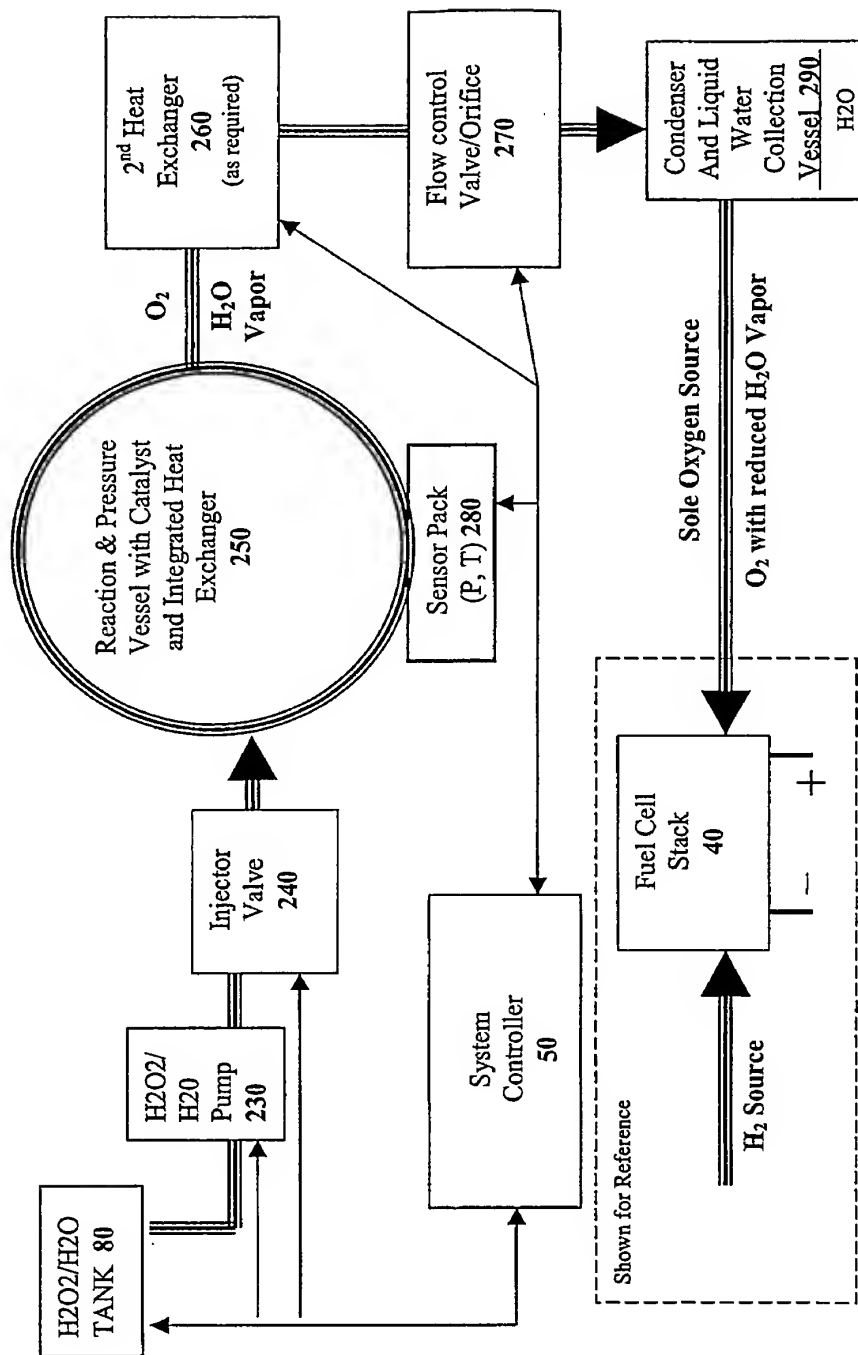 H2O2/H2O
TANK 80
H2O2/
H20
Pump
230
Injector
Valve
240
Reaction & Pressure
Vessel with Catalyst
and Integrated Heat
Exchanger
250
O₂
H₂O
Vapor
2nd Heat
Exchanger
260
(as required)
Sensor Pack
(P, T) 280
Flow control
Valve/Orifice
270
System
Controller
50
Condenser
And Liquid
Water
Collection
Vessel 290
H2O
Sole Oxygen Source
O₂ with reduced H₂O Vapor
Shown for Reference
H₂ Source
Fuel Cell
Stack
40
− +